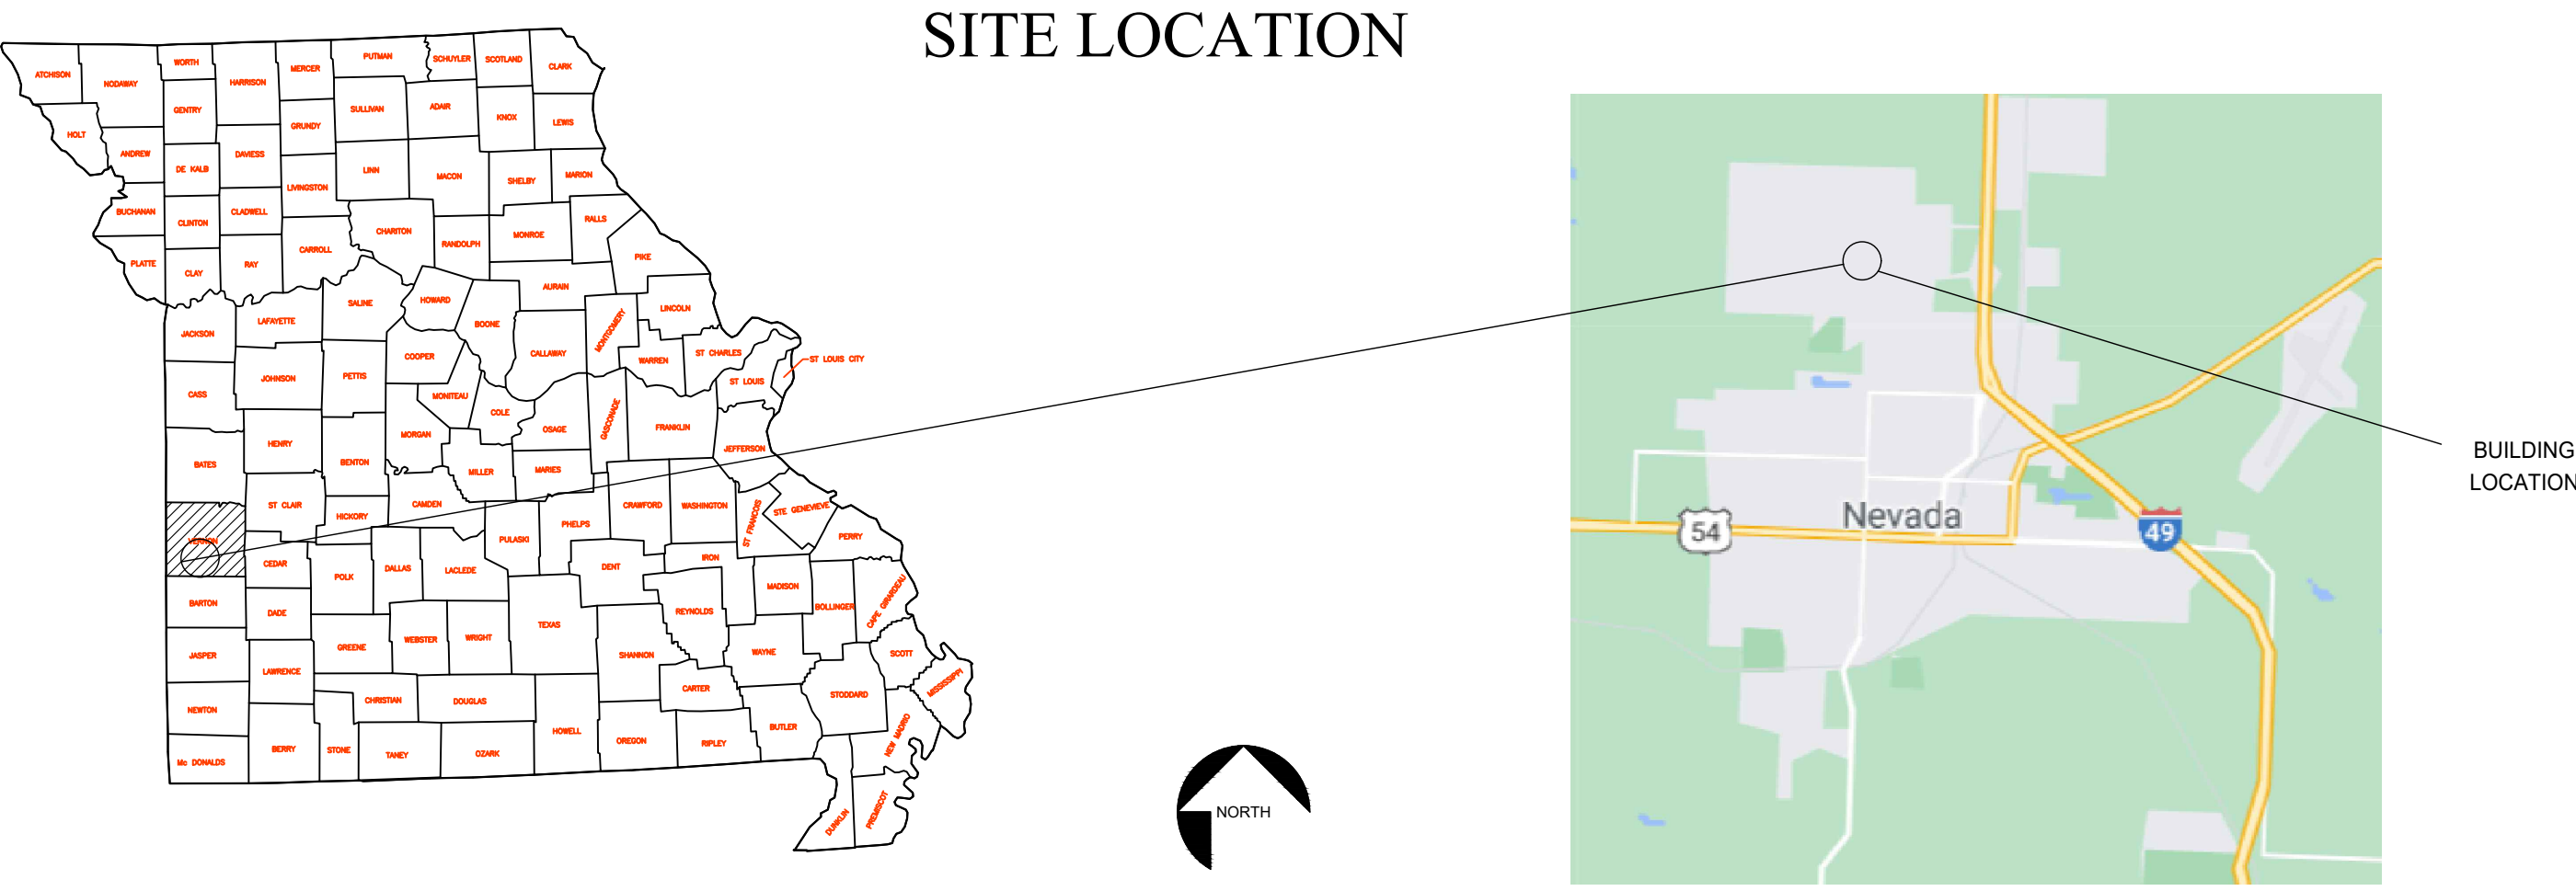 SITE LOCATION
ATCHISON
NODAWAY
WORTH
HARRISON
MERCER
PUTMAN
SCHUYLER
SCOTLAND
CLARK
GENTRY
SULLIVAN
ADAIR
KNOX
LEWIS
HOLT
GRUNDY
ANDREW
DE KALB
DAVIESS
LINN
MACON
SHELBY
MARION
LIVINGSTON
BUCHANAN
CLINTON
CLADWELL
CHARITON
RANDOLPH
MONROE
RALLS
CARROLL
PLATTE
CLAY
RAY
PIKE
AURAIN
SALINE
HOWARD
BOONE
LINCOLN
JACKSON
LAFAYETTE
MONTGOMERY
COOPER
CALLAWAY
WARREN
ST CHARLES
ST LOUIS CITY
ST LOUIS
JOHNSON
PETTIS
CASS
MONITEAU
COLE
GASCONADE
MORGAN
OSAGE
FRANKLIN
HENRY
JEFFERSON
BATES
BENTON
MILLER
MARIES
ST CLAIR
HICKORY
CAMDEN
PHELPS
CRAWFORD
WASHINGTON
ST FRANCOIS
STE GENEVIEVE
PERRY
VERNON
PULASKI
IRON
CEDAR
POLK
DALLAS
LACLEDE
DENT
MADISON
BOLLINGER
CAPE GIRARDEAU
BARTON
DADE
REYNOLDS
TEXAS
GREENE
WEBSTER
WRIGHT
JASPER
LAWRENCE
SHANNON
WAYNE
SCOTT
CARTER
STODDARD
MISSISSIPPI
NEWTON
CHRISTIAN
DOUGLAS
HOWELL
OREGON
RIPLEY
BUTLER
NEW MADRIO
BERRY
STONE
TANEY
OZARK
Mc DONALDS
DUNKLIN
PREMISCOT
NORTH
54
Nevada
49
BUILDING
LOCATION